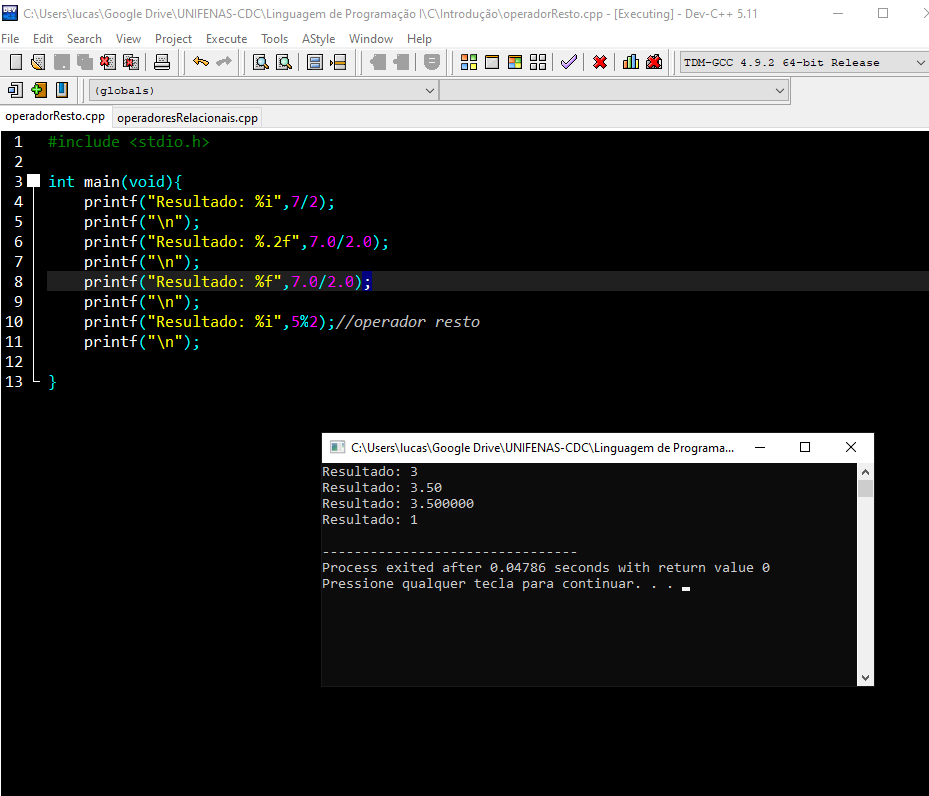 C:\Users\lucas\Google Drive\UNIFENAS-CDC\Linguagem de Programação I\C\Introdução\operadorResto.cpp - [Executing] - Dev-C++ 5.11
File Edit Search View Project Execute Tools AStyle Window Help
TDM-GCC 4.9.2 64-bit Release
(globals)
operadorResto.cpp operadoresRelacionais.cpp
1 #include <stdio.h>
2
3 int main(void){
4 printf("Resultado: %i",7/2);
5 printf("\n");
6 printf("Resultado: %.2f",7.0/2.0);
7 printf("\n");
8 printf("Resultado: %f",7.0/2.0);
9 printf("\n");
10 printf("Resultado: %i",5%2);//operador resto
11 printf("\n");
12
13 }
C:\Users\lucas\Google Drive\UNIFENAS-CDC\Linguagem de Programa...
Resultado: 3
Resultado: 3.50
Resultado: 3.500000
Resultado: 1
--------------------------------
Process exited after 0.04786 seconds with return value 0
Pressione qualquer tecla para continuar. . .